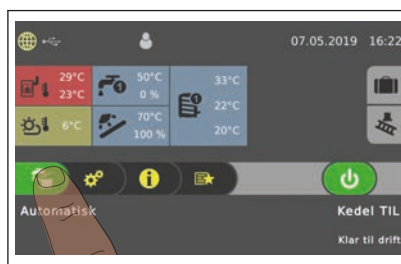 07.05.2019 16:22
29°C
23°C
50°C
0 %
33°C
22°C
20°C
6°C
70°C
100 %
Automatisk
Kedel TIL
Klar til drift